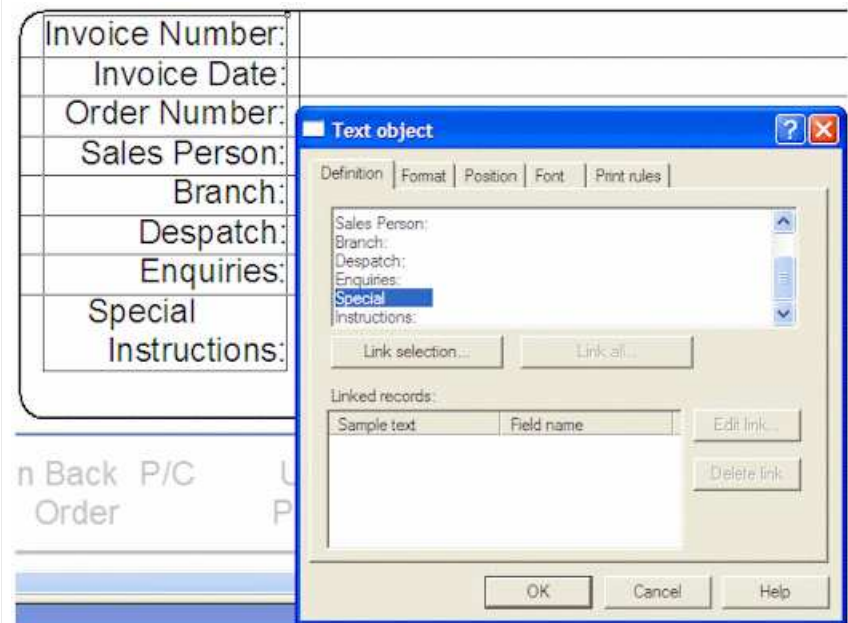 Invoice Number:
Invoice Date:
Order Number:
Sales Person:
Branch:
Despatch:
Enquiries:
Special
Instructions:
n Back P/C U
Order P
Text object
Definition Format Position Font Print rules
Sales Person:
Branch:
Despatch:
Enquiries:
Special
Instructions:
Link selection... Link all...
Linked records:
Sample text Field name
Edit link...
Delete link
OK Cancel Help